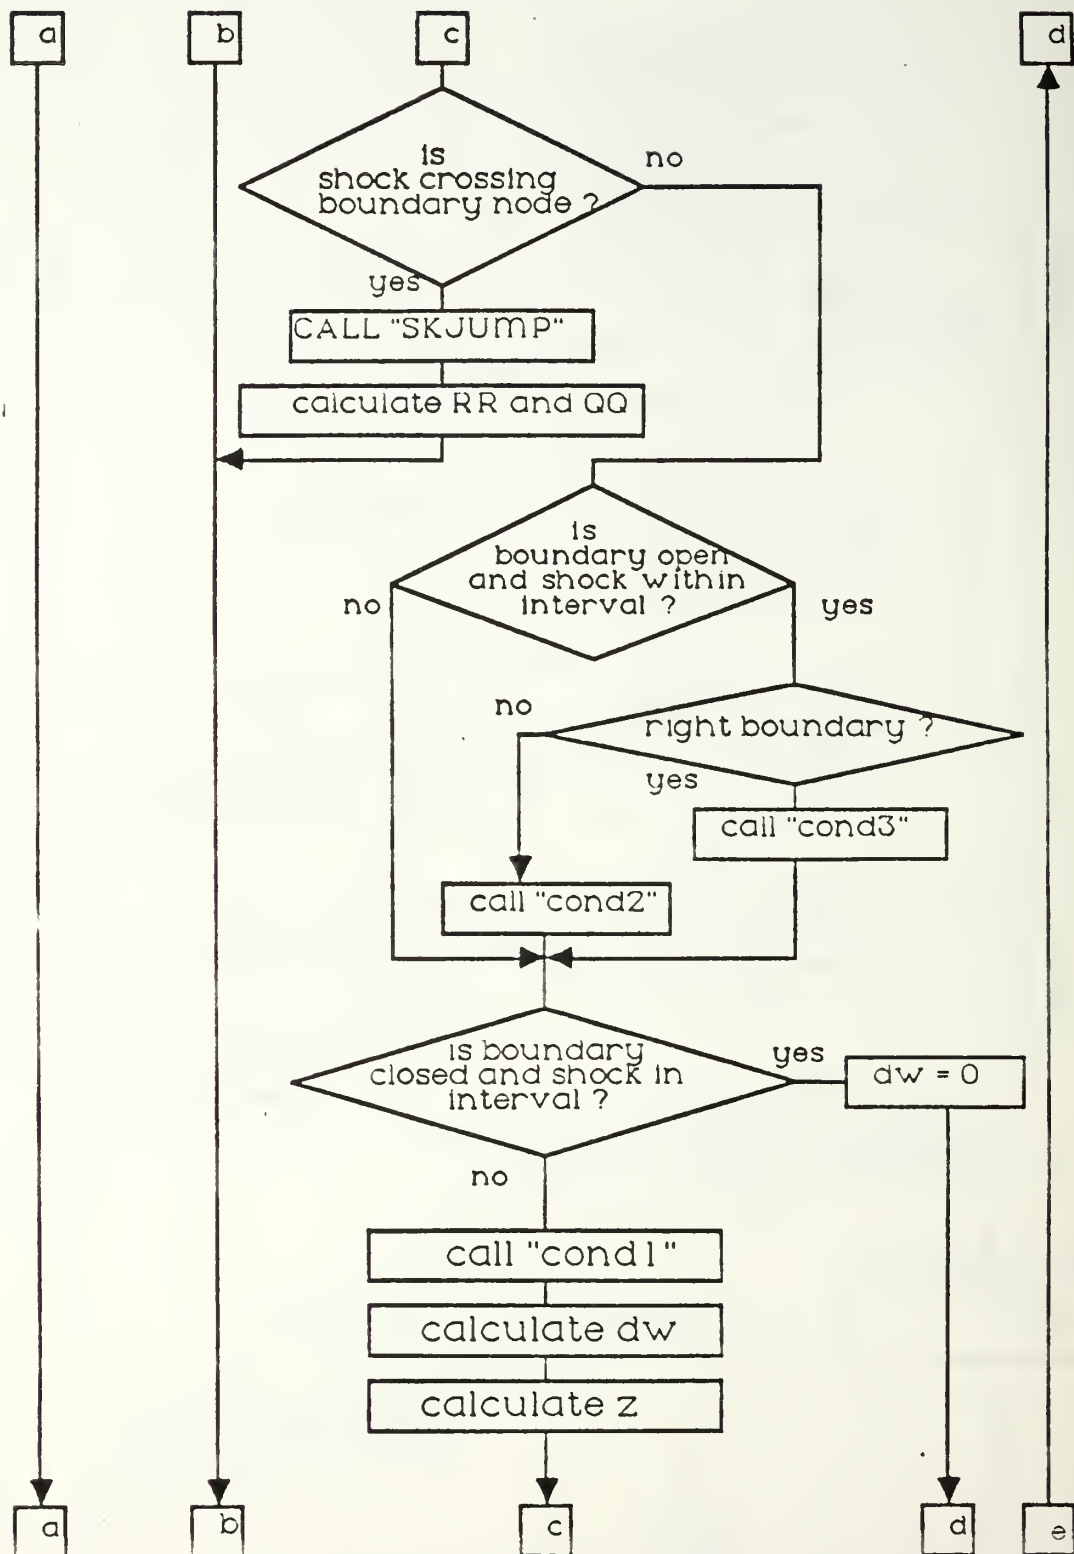 a
b
c
d
is
shock crossing
boundary node ?
no
yes
CALL "SKJUMP"
calculate RR and QQ
is
boundary open
and shock within
interval ?
no
yes
no
right boundary ?
yes
call "cond3"
call "cond2"
is boundary
closed and shock in
interval ?
yes
dw = 0
no
call "cond1"
calculate dw
calculate z
a
b
c
d
e